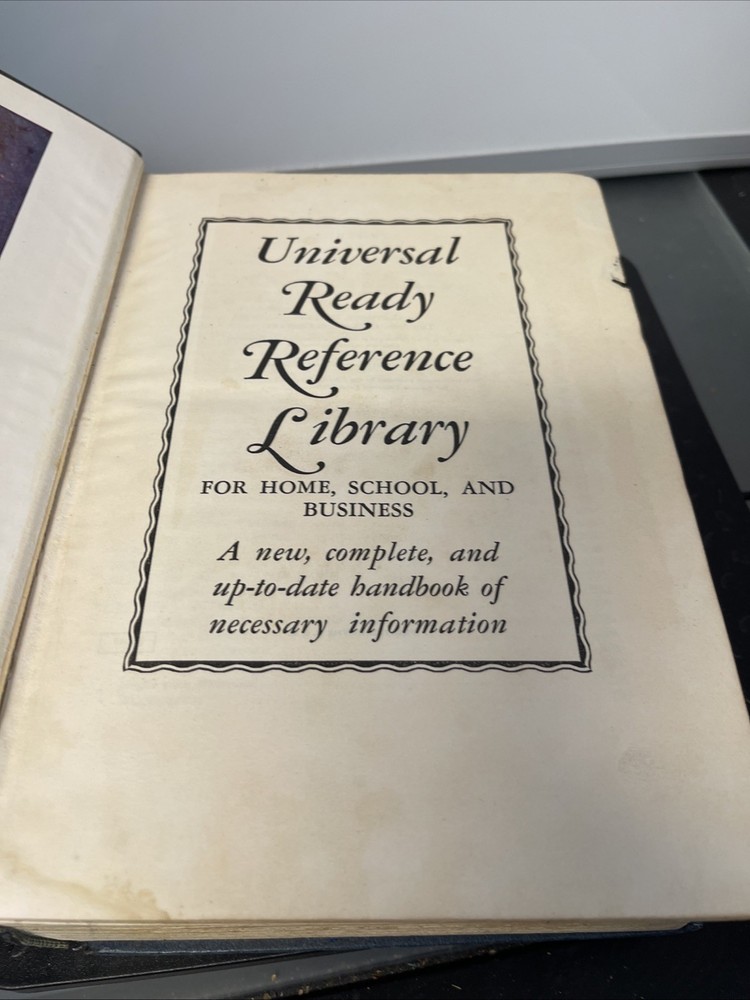 Universal
Ready
Reference
Library
FOR HOME, SCHOOL, AND
BUSINESS
A new, complete, and
up-to-date handbook of
necessary information